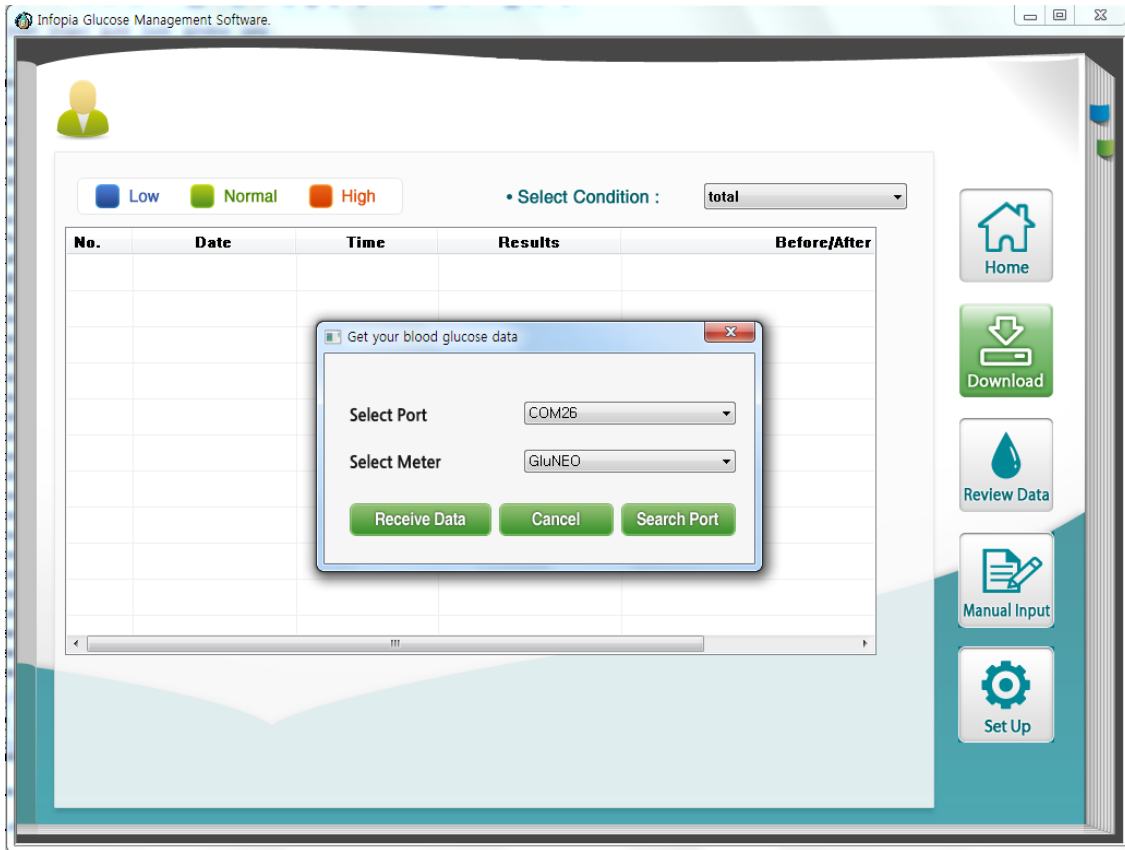 Infopia Glucose Management Software.
Low Normal High • Select Condition : total
No. Date Time Results Before/After
Get your blood glucose data
Select Port COM26
Select Meter GluNEO
Receive Data Cancel Search Port
Home
Download
Review Data
Manual Input
Set Up